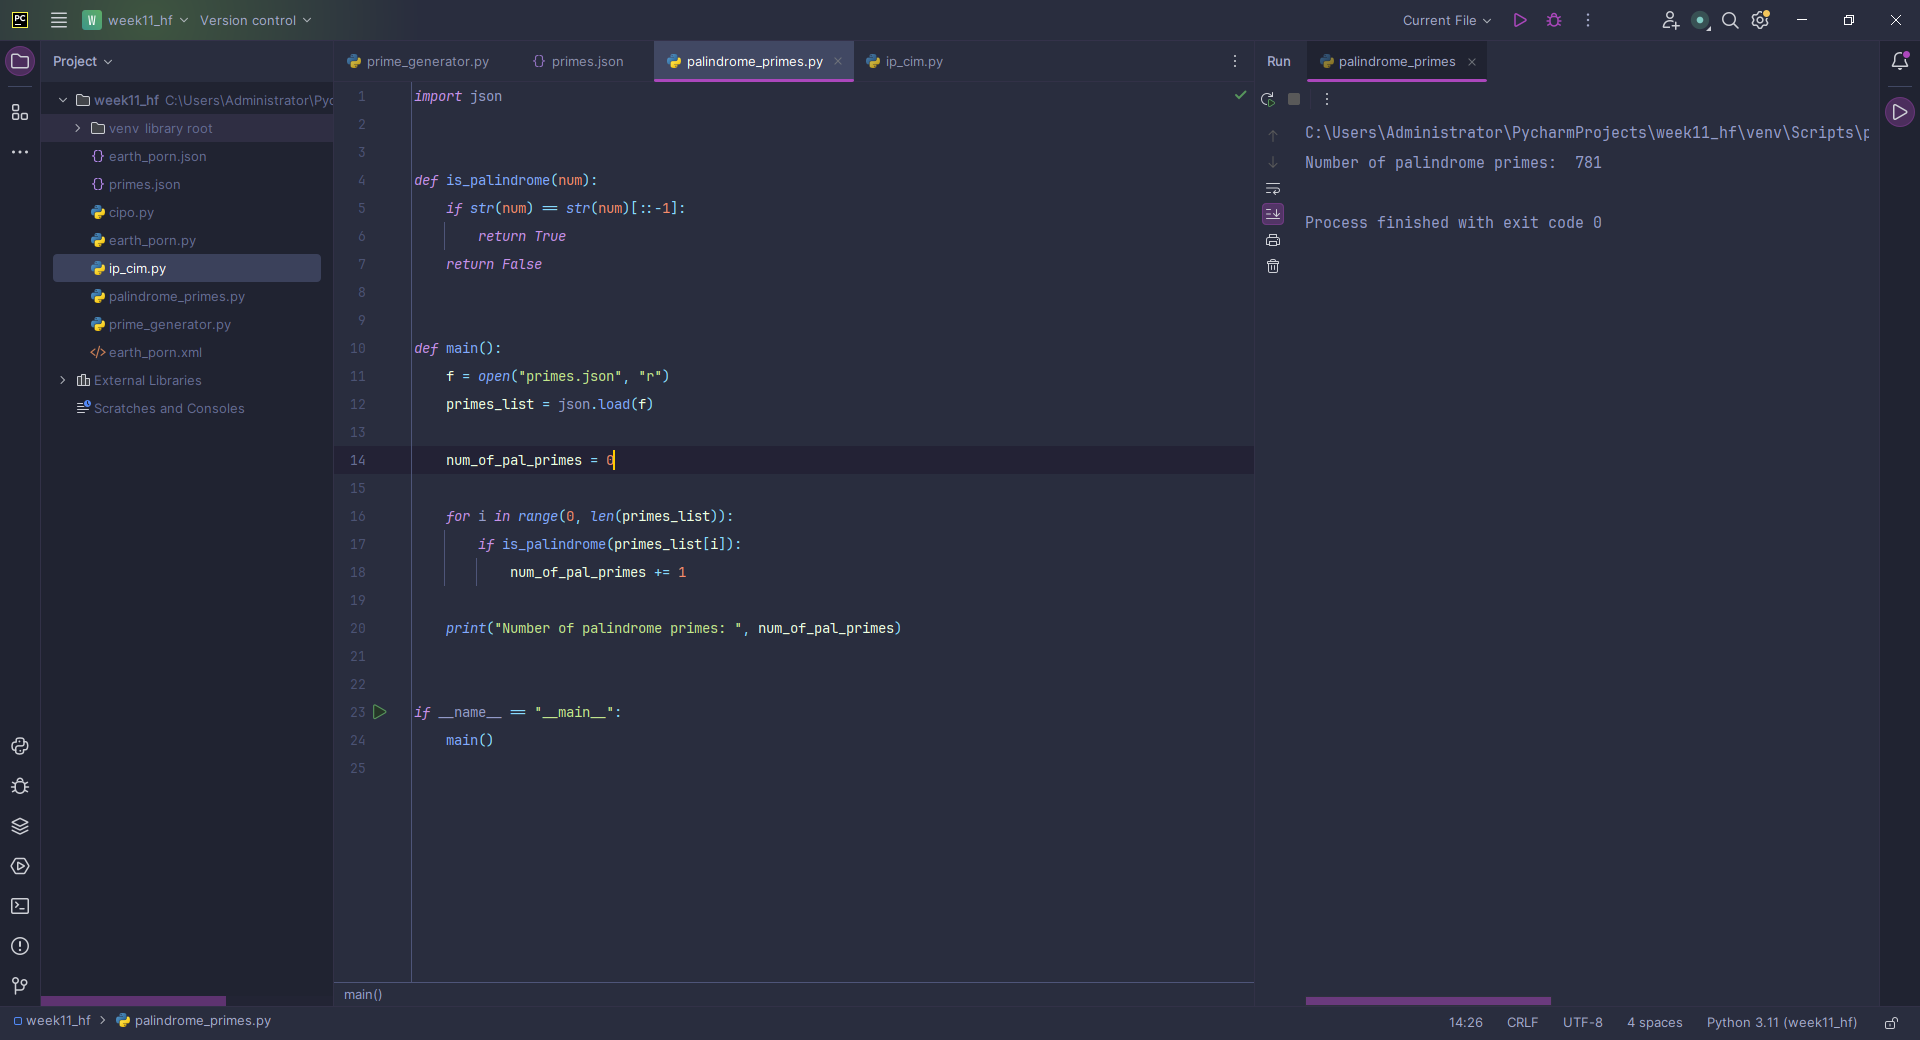 PC
W week11_hf Version control
Current File
Project
week11_hf C:\Users\Administrator\Pyc
venv library root
earth_porn.json
primes.json
cipo.py
earth_porn.py
ip_cim.py
palindrome_primes.py
prime_generator.py
earth_porn.xml
External Libraries
Scratches and Consoles
prime_generator.py primes.json palindrome_primes.py ip_cim.py
1 import json
2
3
4 def is_palindrome(num):
5 if str(num) == str(num)[::-1]:
6 return True
7 return False
8
9
10 def main():
11 f = open("primes.json", "r")
12 primes_list = json.load(f)
13
14 num_of_pal_primes = 0
15
16 for i in range(0, len(primes_list)):
17 if is_palindrome(primes_list[i]):
18 num_of_pal_primes += 1
19
20 print("Number of palindrome primes: ", num_of_pal_primes)
21
22
23 if __name__ == "__main__":
24 main()
25
main()
Run palindrome_primes
C:\Users\Administrator\PycharmProjects\week11_hf\venv\Scripts\p
Number of palindrome primes:  781
Process finished with exit code 0
week11_hf > palindrome_primes.py
14:26 CRLF UTF-8 4 spaces Python 3.11 (week11_hf)